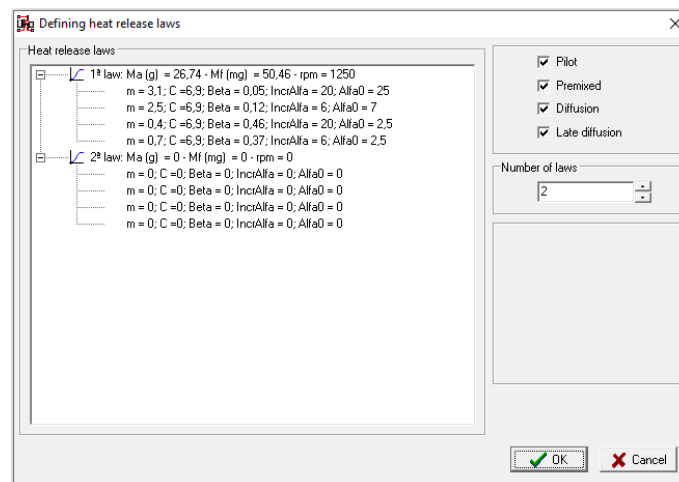 Defining heat release laws
Heat release laws
1ª law: Ma (g) = 26,74 - Mf (mg) = 50,46 - rpm = 1250
m = 3,1; C =6,9; Beta = 0,05; IncrAlfa = 20; Alfa0 = 25
m = 2,5; C =6,9; Beta = 0,12; IncrAlfa = 6; Alfa0 = 7
m = 0,4; C =6,9; Beta = 0,46; IncrAlfa = 20; Alfa0 = 2,5
m = 0,7; C =6,9; Beta = 0,37; IncrAlfa = 6; Alfa0 = 2,5
2ª law: Ma (g) = 0 - Mf (mg) = 0 - rpm = 0
m = 0; C =0; Beta = 0; IncrAlfa = 0; Alfa0 = 0
m = 0; C =0; Beta = 0; IncrAlfa = 0; Alfa0 = 0
m = 0; C =0; Beta = 0; IncrAlfa = 0; Alfa0 = 0
m = 0; C =0; Beta = 0; IncrAlfa = 0; Alfa0 = 0
Pilot
Premixed
Diffusion
Late diffusion
Number of laws
2
OK
Cancel